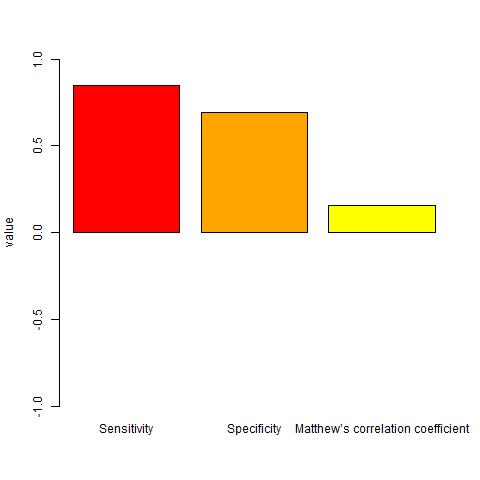 1.0
0.5
0.0
-0.5
-1.0
value
Sensitivity
Specificity
Matthew's correlation coefficient